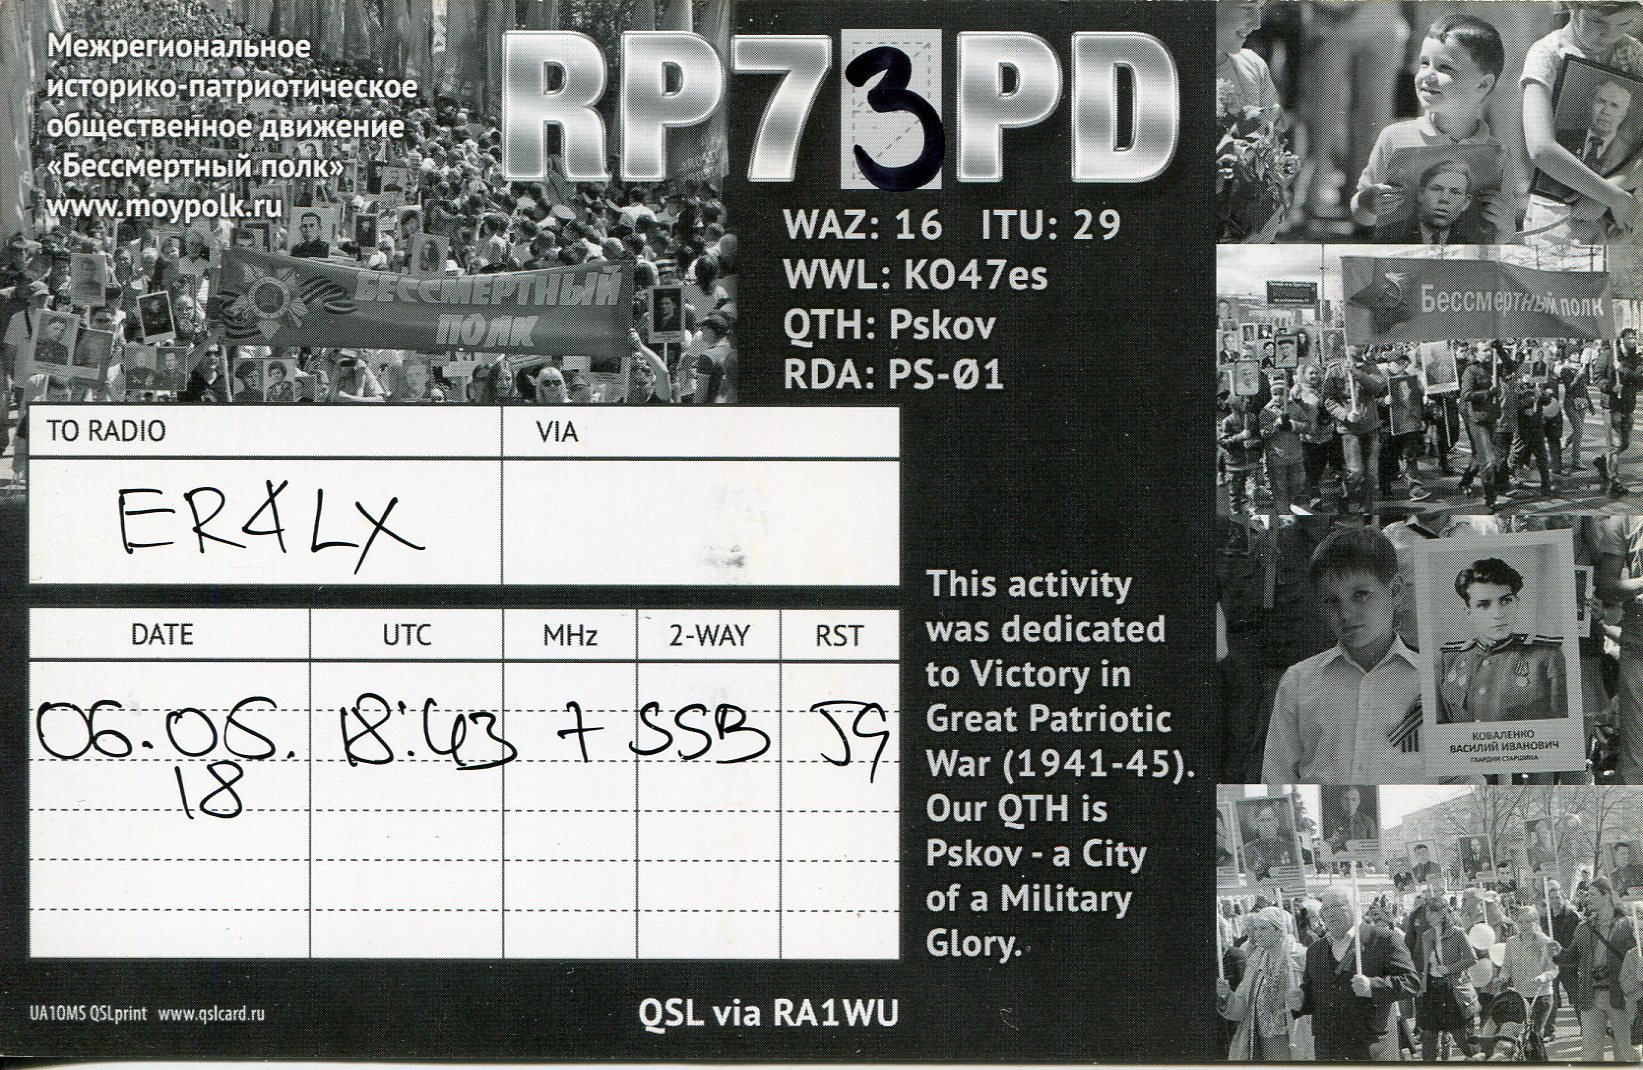 Межрегиональное
историко-патриотическое
общественное движение
«Бессмертный полк»
www.moypolk.ru
БЕССМЕРТНЫЙ
ПОЛК
RP73PD
WAZ: 16 ITU: 29
WWL: KO47es
QTH: Pskov
RDA: PS-Ø1
Бессмертный полк
TO RADIO VIA
ER4LX
DATE UTC MHz 2-WAY RST
06.05. 18:43 7 SSB 59
18
This activity
was dedicated
to Victory in
Great Patriotic
War (1941-45).
Our QTH is
Pskov - a City
of a Military
Glory.
КОВАЛЕНКО
ВАСИЛИЙ ИВАНОВИЧ
ГВАРДИИ СТАРШИНА
UA1OMS QSLprint www.qslcard.ru
QSL via RA1WU